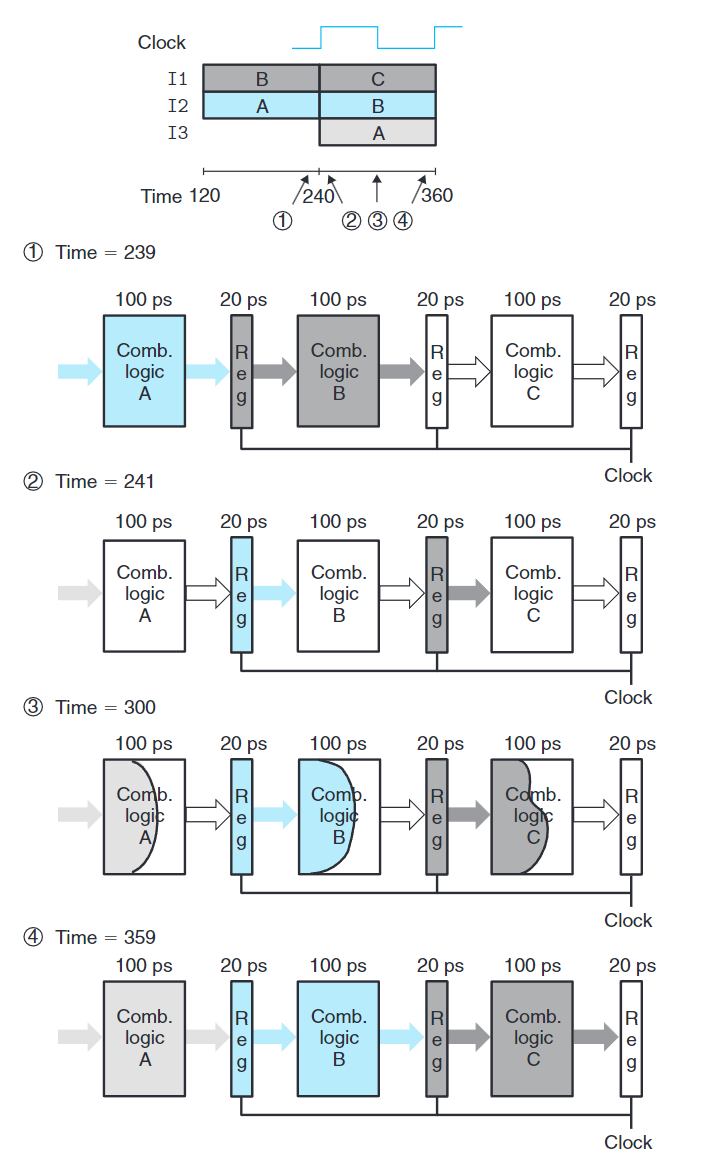 Clock
I1 B C
I2 A B
I3 A
Time 120 240 360
① ② ③ ④
① Time = 239
100 ps 20 ps 100 ps 20 ps 100 ps 20 ps
Comb. logic A
Reg
Comb. logic B
Reg
Comb. logic C
Reg
Clock
② Time = 241
100 ps 20 ps 100 ps 20 ps 100 ps 20 ps
Comb. logic A
Reg
Comb. logic B
Reg
Comb. logic C
Reg
Clock
③ Time = 300
100 ps 20 ps 100 ps 20 ps 100 ps 20 ps
Comb. logic A
Reg
Comb. logic B
Reg
Comb. logic C
Reg
Clock
④ Time = 359
100 ps 20 ps 100 ps 20 ps 100 ps 20 ps
Comb. logic A
Reg
Comb. logic B
Reg
Comb. logic C
Reg
Clock